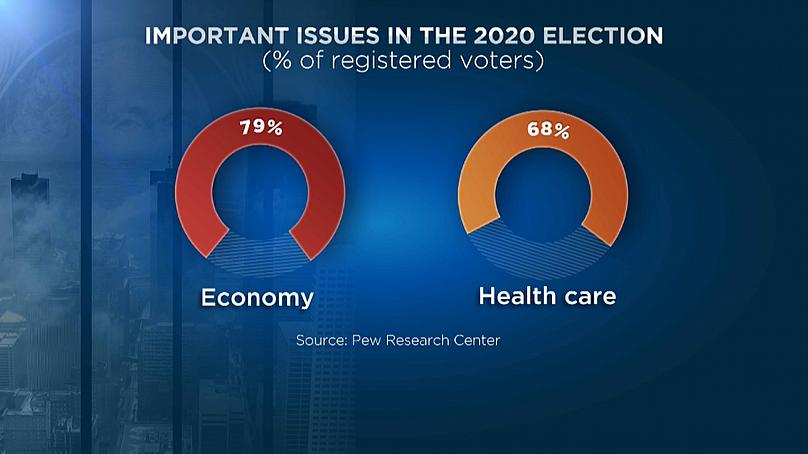 IMPORTANT ISSUES IN THE 2020 ELECTION
(% of registered voters)
79%
68%
Economy
Health care
Source: Pew Research Center